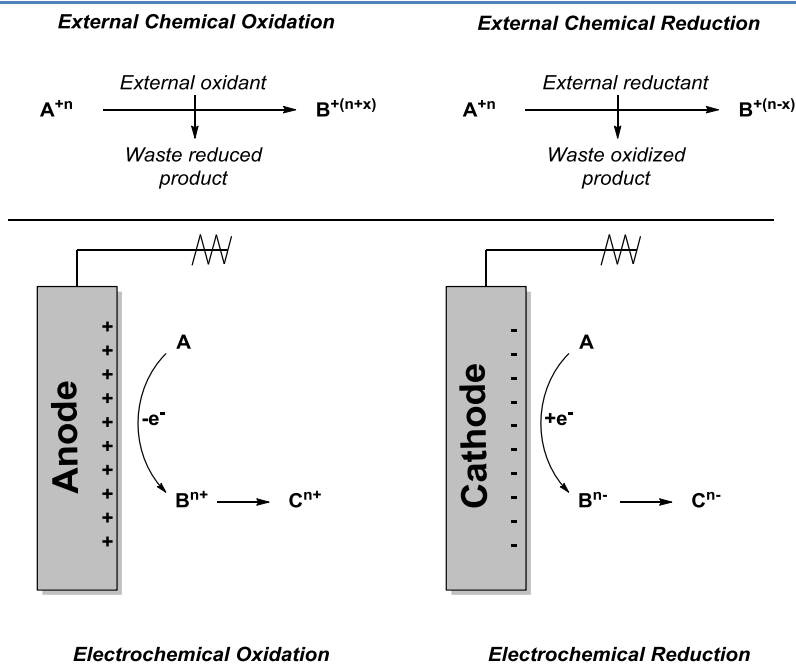 External Chemical Oxidation
External Chemical Reduction
External oxidant
A+n
B+(n+x)
Waste reduced
product
External reductant
A+n
B+(n-x)
Waste oxidized
product
Anode
+
+
+
+
+
+
+
+
+
+
A
-e-
Bn+
Cn+
Cathode
-
-
-
-
-
-
-
-
-
-
A
+e-
Bn-
Cn-
Electrochemical Oxidation
Electrochemical Reduction